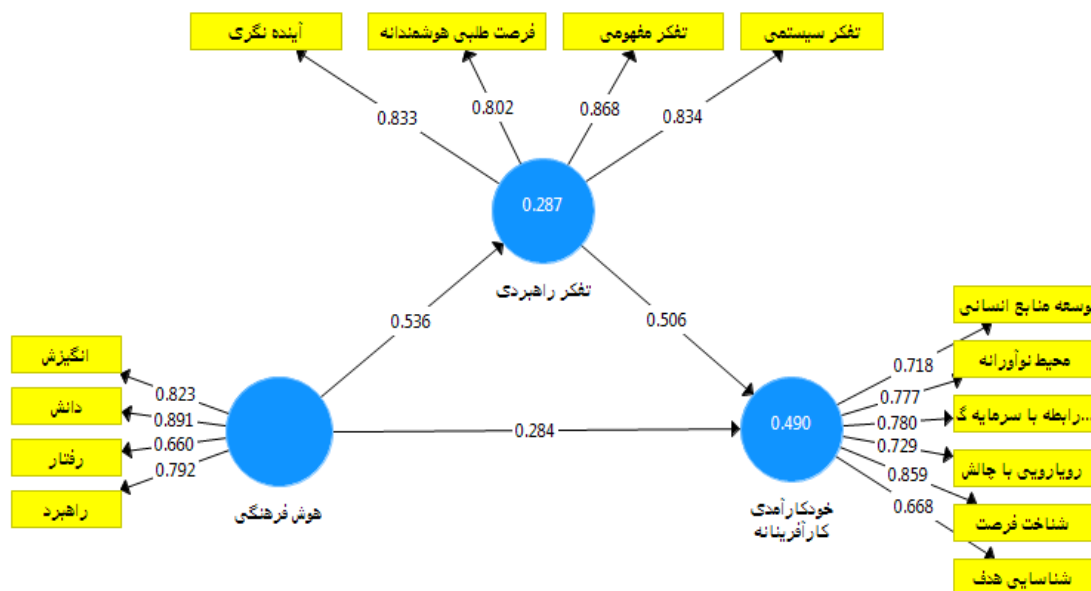 آینده نگری
فرصت طلبی هوشمندانه
تفکر مفهومی
تفکر سیستمی
0.833
0.802
0.868
0.834
0.287
تفکر راهبردی
0.536
0.506
انگیزش
دانش
رفتار
راهبرد
0.823
0.891
0.660
0.792
هوش فرهنگی
0.284
0.490
خودکارآمدی
کارآفرینانه
0.718
0.777
0.780
0.729
0.859
0.668
وسعه منابع انسانی
محیط نوآورانه
رابطه با سرمایه گ...
رویارویی با چالش
شناخت فرصت
شناسایی هدف